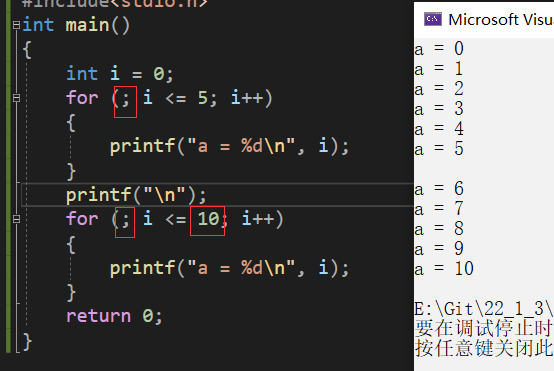 #include<stdio.h>
int main()
{
int i = 0;
for (; i <= 5; i++)
{
printf("a = %d\n", i);
}
printf("\n");
for (; i <= 10; i++)
{
printf("a = %d\n", i);
}
return 0;
}
Microsoft Visu
a = 0
a = 1
a = 2
a = 3
a = 4
a = 5
a = 6
a = 7
a = 8
a = 9
a = 10
E:\Git\22_1_3\
要在调试停止时
按任意键关闭此